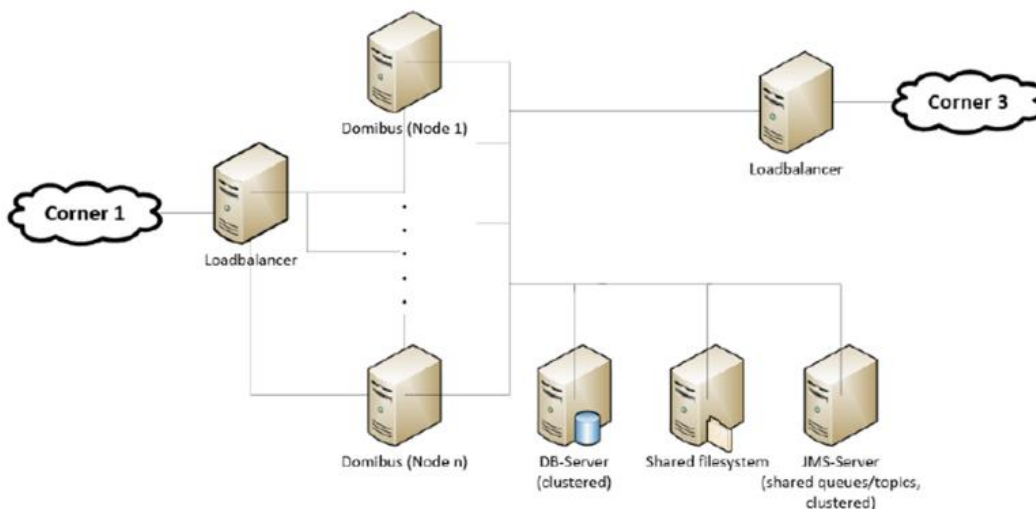 Domibus (Node 1)
Corner 3
Loadbalancer
Corner 1
Loadbalancer
Domibus (Node n)
DB-Server
(clustered)
Shared filesystem
JMS-Server
(shared queues/topics,
clustered)